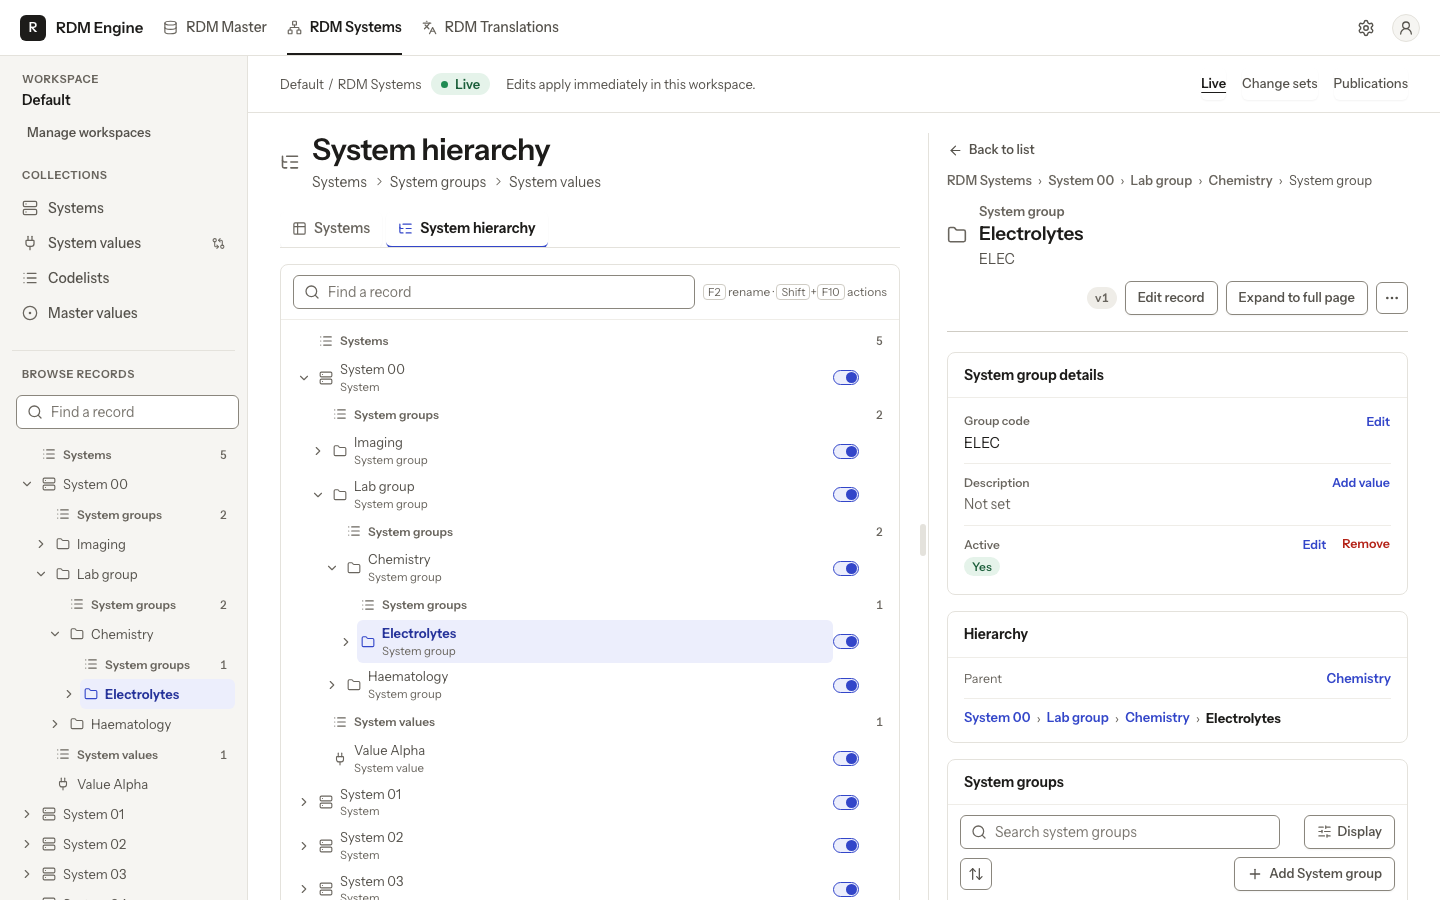 R RDM Engine RDM Master RDM Systems RDM Translations
WORKSPACE
Default
Manage workspaces
COLLECTIONS
Systems
System values
Codelists
Master values
BROWSE RECORDS
Find a record
Systems 5
System 00
System groups 2
Imaging
Lab group
System groups 2
Chemistry
System groups 1
Electrolytes
Haematology
System values 1
Value Alpha
System 01
System 02
System 03
Default / RDM Systems Live Edits apply immediately in this workspace.
Live Change sets Publications
System hierarchy
Systems › System groups › System values
Systems System hierarchy
Find a record F2 rename · Shift + F10 actions
Systems 5
System 00
System
System groups 2
Imaging
System group
Lab group
System group
System groups 2
Chemistry
System group
System groups 1
Electrolytes
System group
Haematology
System group
System values 1
Value Alpha
System value
System 01
System
System 02
System
System 03
System
Back to list
RDM Systems › System 00 › Lab group › Chemistry › System group
System group
Electrolytes
ELEC
v1 Edit record Expand to full page ...
System group details
Group code Edit
ELEC
Description Add value
Not set
Active Edit Remove
Yes
Hierarchy
Parent Chemistry
System 00 › Lab group › Chemistry › Electrolytes
System groups
Search system groups Display
Add System group